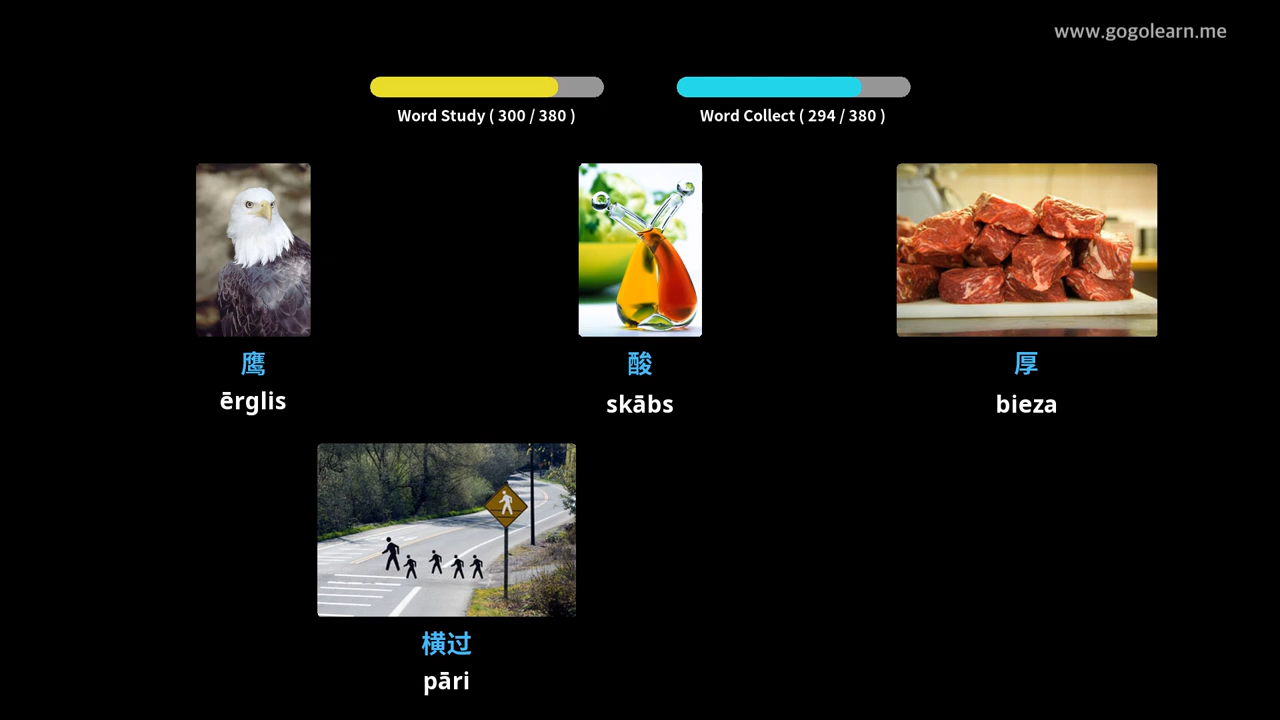 www.gogolearn.me
Word Study ( 300 / 380 )
Word Collect ( 294 / 380 )
鹰
ērglis
酸
skābs
厚
bieza
横过
pāri